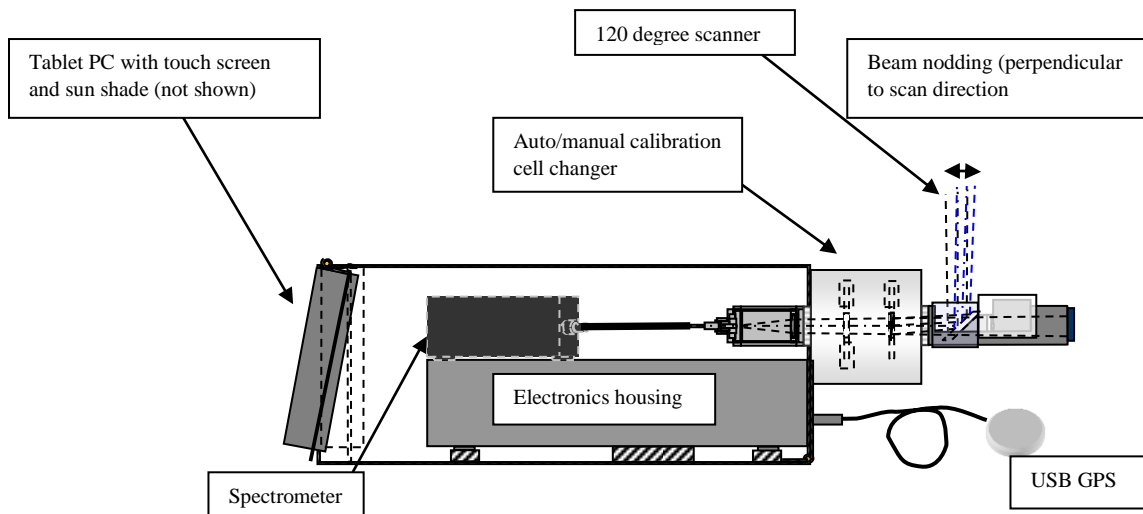 120 degree scanner
Tablet PC with touch screen
and sun shade (not shown)
Beam nodding (perpendicular
to scan direction
Auto/manual calibration
cell changer
Electronics housing
Spectrometer
USB GPS